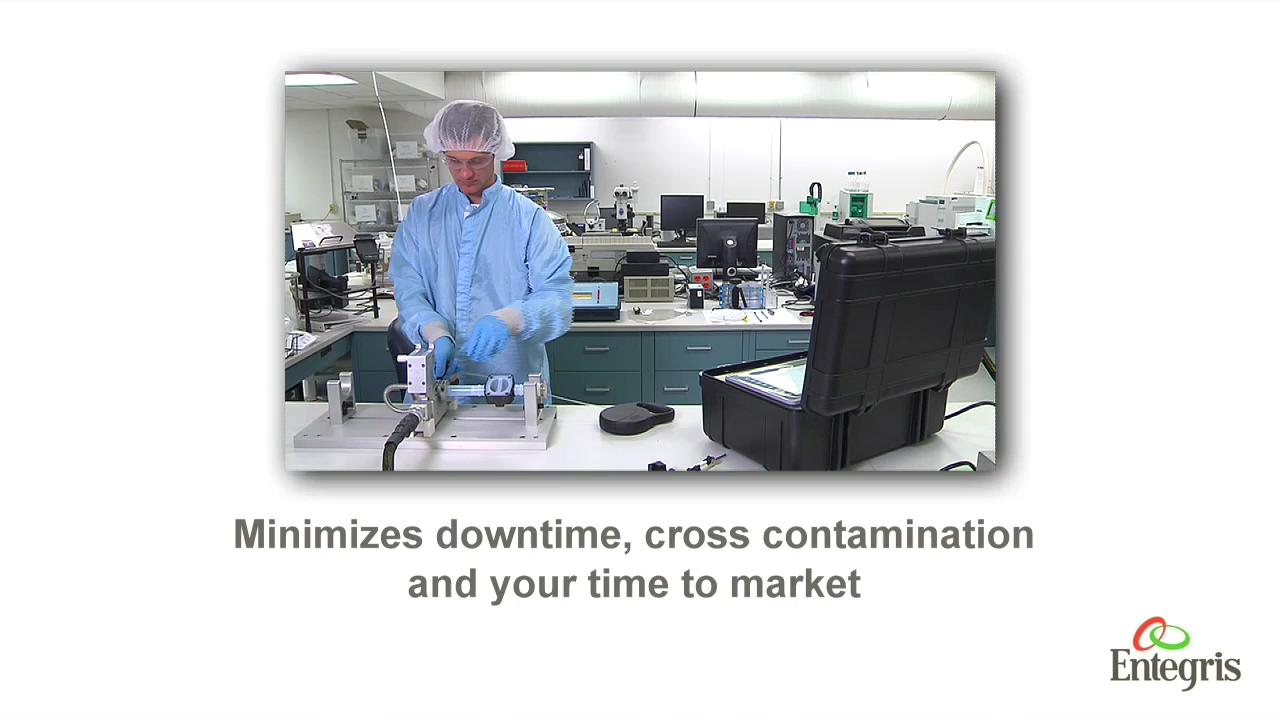 Minimizes downtime, cross contamination
and your time to market
Entegris